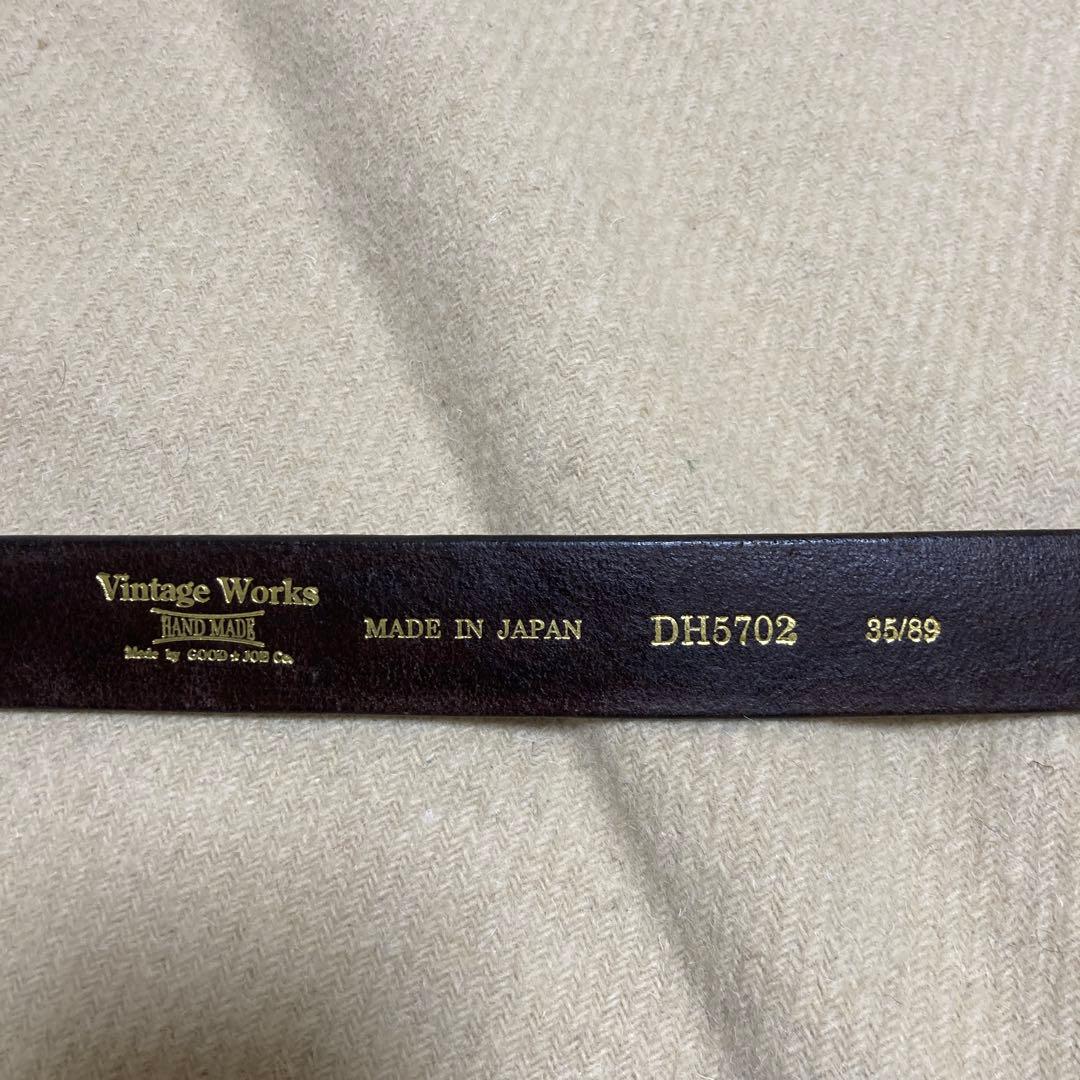 Vintage Works
HAND MADE
Made by GOOD☆JOB Co.
MADE IN JAPAN
DH5702
35/89